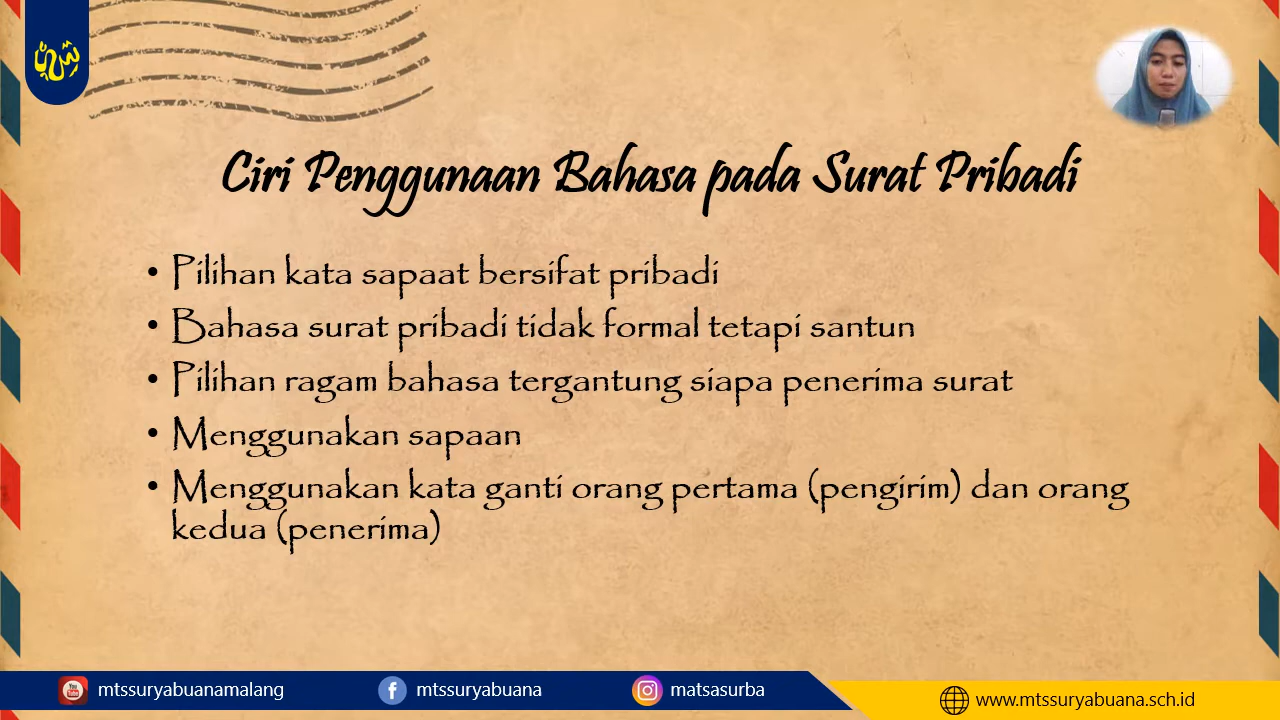 Ciri Penggunaan Bahasa pada Surat Pribadi
• Pilihan kata sapaat bersifat pribadi
• Bahasa surat pribadi tidak formal tetapi santun
• Pilihan ragam bahasa tergantung siapa penerima surat
• Menggunakan sapaan
• Menggunakan kata ganti orang pertama (pengirim) dan orang
kedua (penerima)
mtssuryabuanamalang
mtssuryabuana
matsasurba
www.mtssuryabuana.sch.id